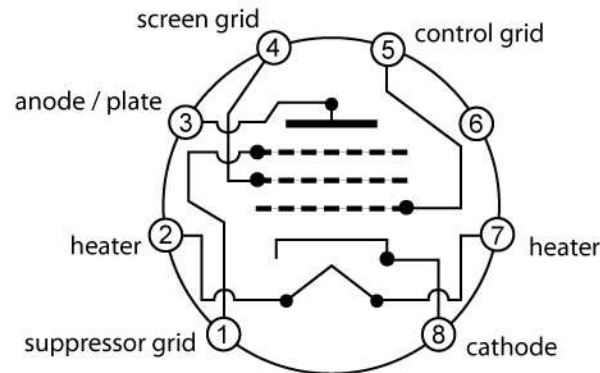 screen grid
4
5
control grid
anode / plate
3
6
heater
2
7
heater
suppressor grid
1
8
cathode